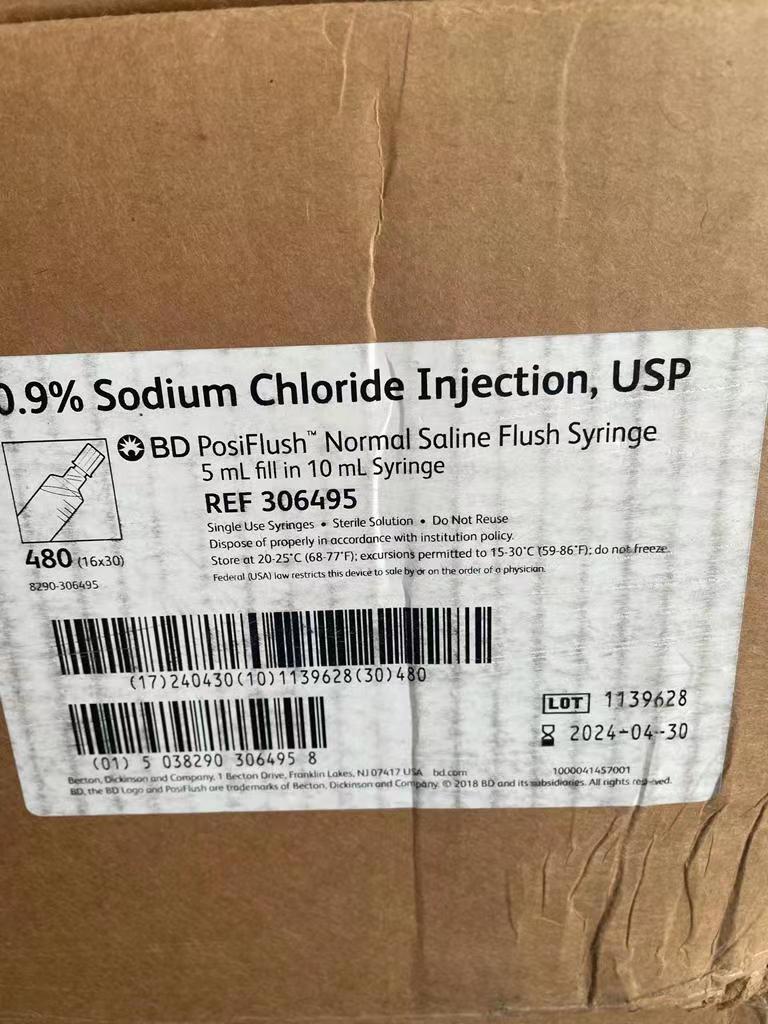 0.9% Sodium Chloride Injection, USP
BD PosiFlush™ Normal Saline Flush Syringe
5 mL fill in 10 mL Syringe
REF 306495
Single Use Syringes • Sterile Solution • Do Not Reuse
Dispose of properly in accordance with institution policy.
Store at 20-25°C (68-77°F); excursions permitted to 15-30°C (59-86°F); do not freeze.
Federal (USA) law restricts this device to sale by or on the order of a physician.
480 (16x30)
8290-306495
(17)240430(10)1139628(30)480
(01) 5 038290 306495 8
LOT 1139628
2024-04-30
Becton, Dickinson and Company, 1 Becton Drive, Franklin Lakes, NJ 07417 USA bd.com
1000041457001
BD, the BD Logo and PosiFlush are trademarks of Becton, Dickinson and Company. © 2018 BD and its subsidiaries. All rights reserved.